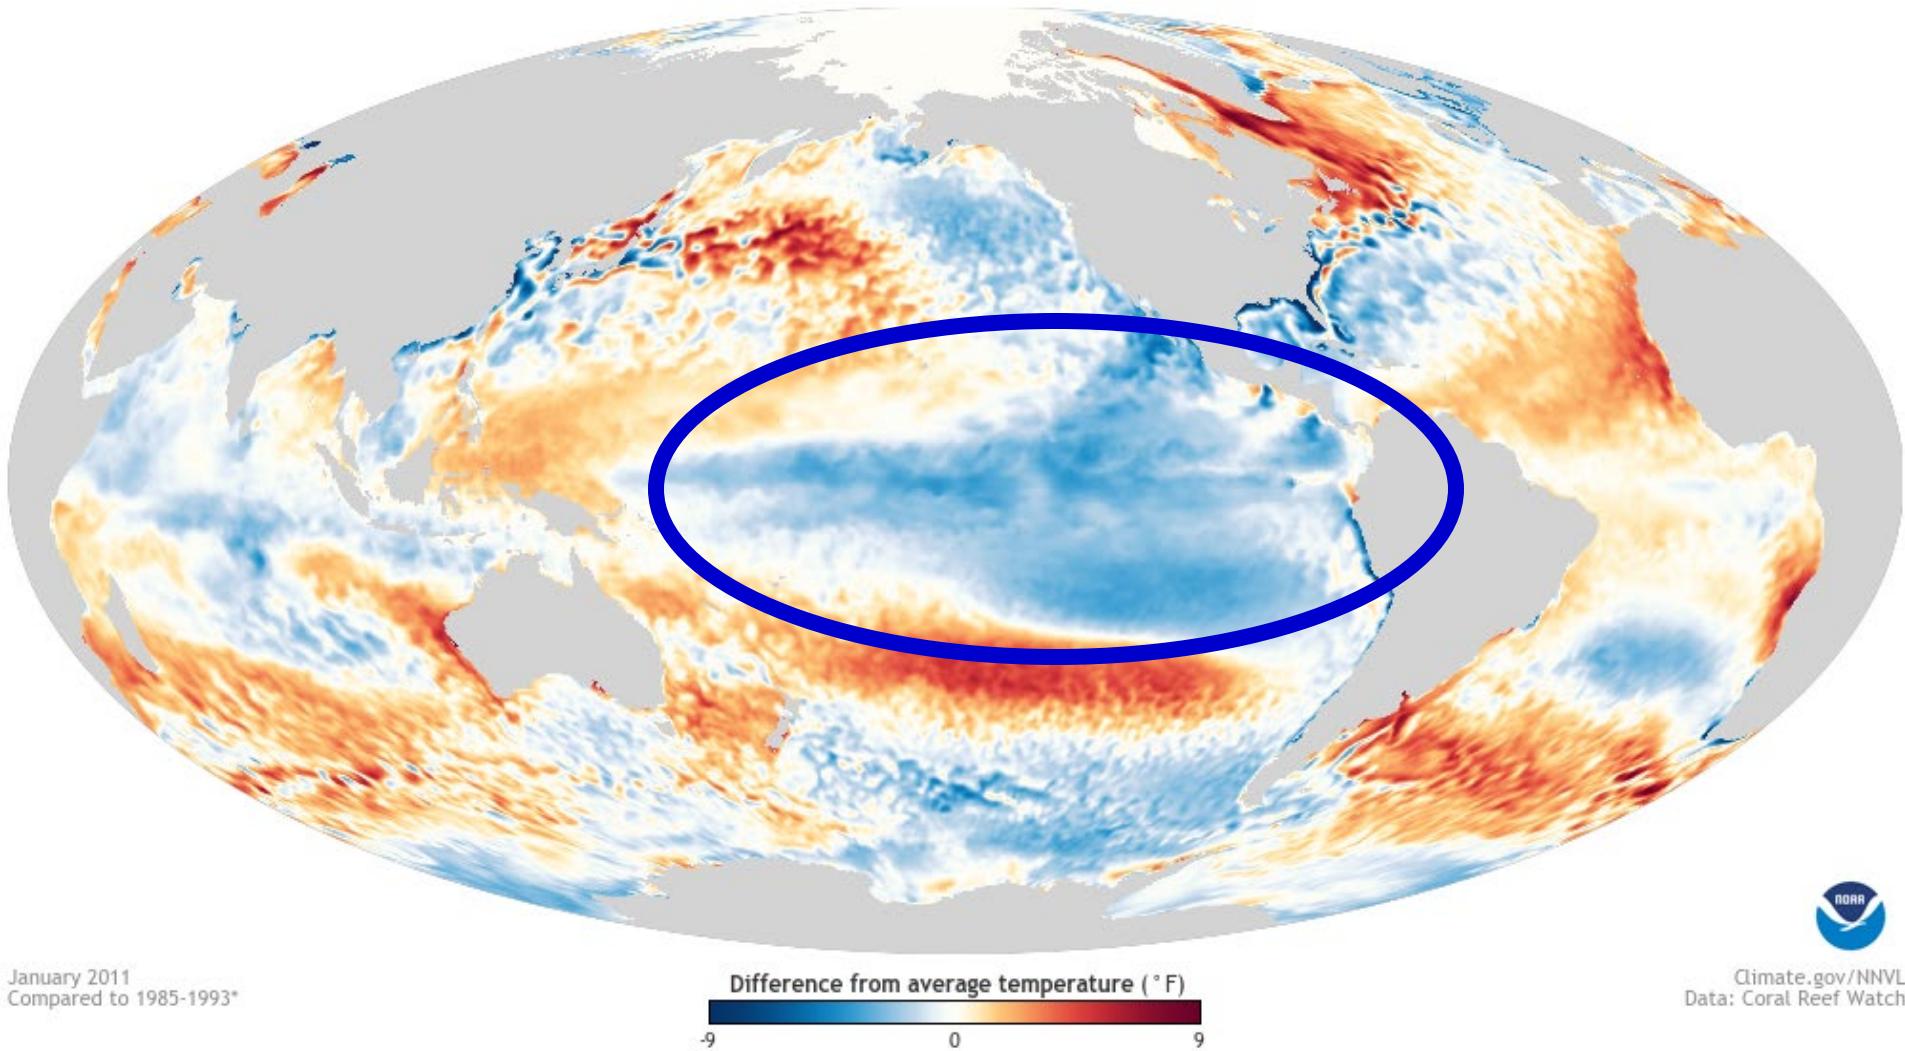 NOAA
January 2011
Compared to 1985-1993*
Difference from average temperature (°F)
-9 0 9
Climate.gov/NNVL
Data: Coral Reef Watch